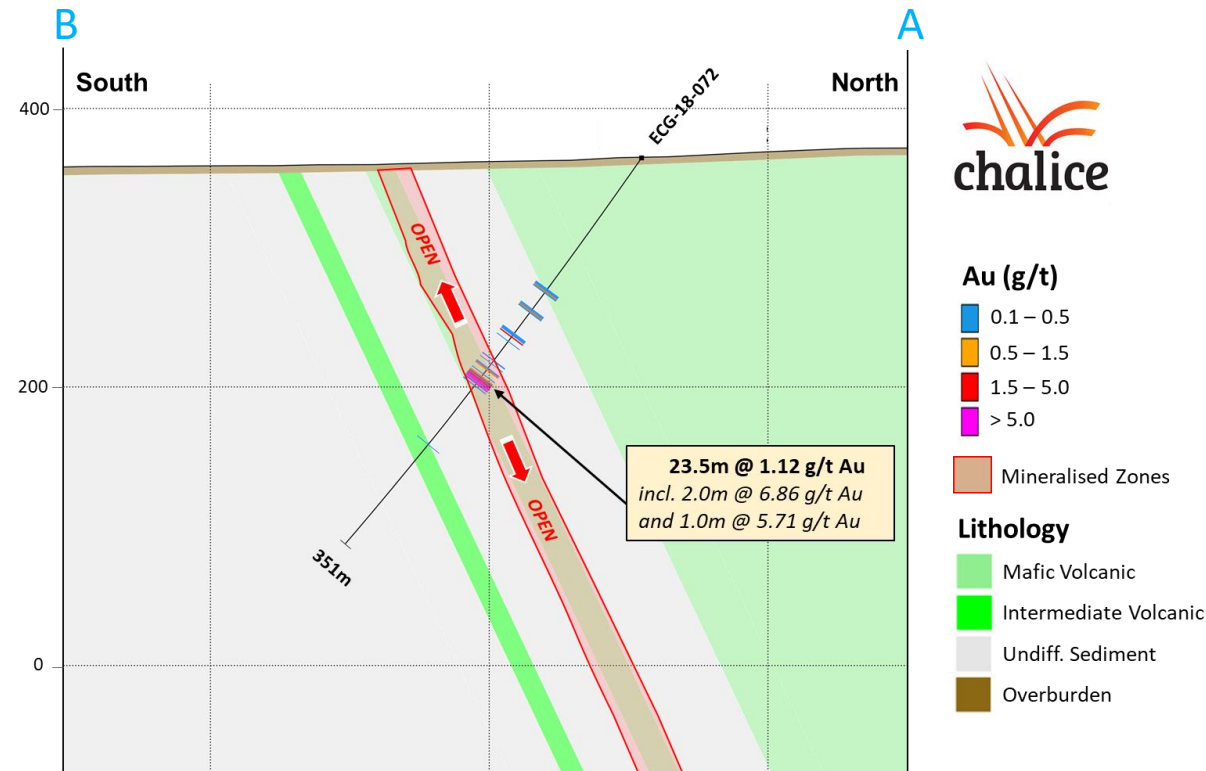 B
A
South
North
400
200
0
ECG-18-072
OPEN
OPEN
23.5m @ 1.12 g/t Au
incl. 2.0m @ 6.86 g/t Au
and 1.0m @ 5.71 g/t Au
351m
chalice
Au (g/t)
0.1 – 0.5
0.5 – 1.5
1.5 – 5.0
> 5.0
Mineralised Zones
Lithology
Mafic Volcanic
Intermediate Volcanic
Undiff. Sediment
Overburden